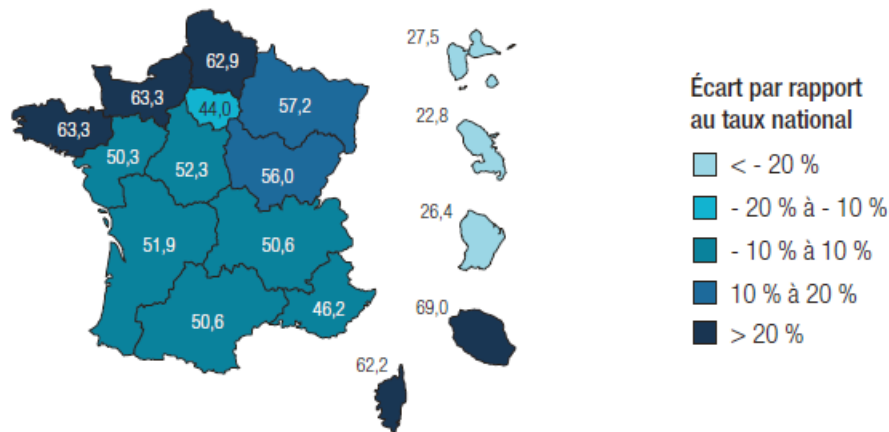 27,5
62,9
63,3
44,0
57,2
63,3
22,8
50,3
52,3
56,0
26,4
51,9
50,6
69,0
46,2
50,6
62,2
Écart par rapport
au taux national
< - 20 %
- 20 % à - 10 %
- 10 % à 10 %
10 % à 20 %
> 20 %